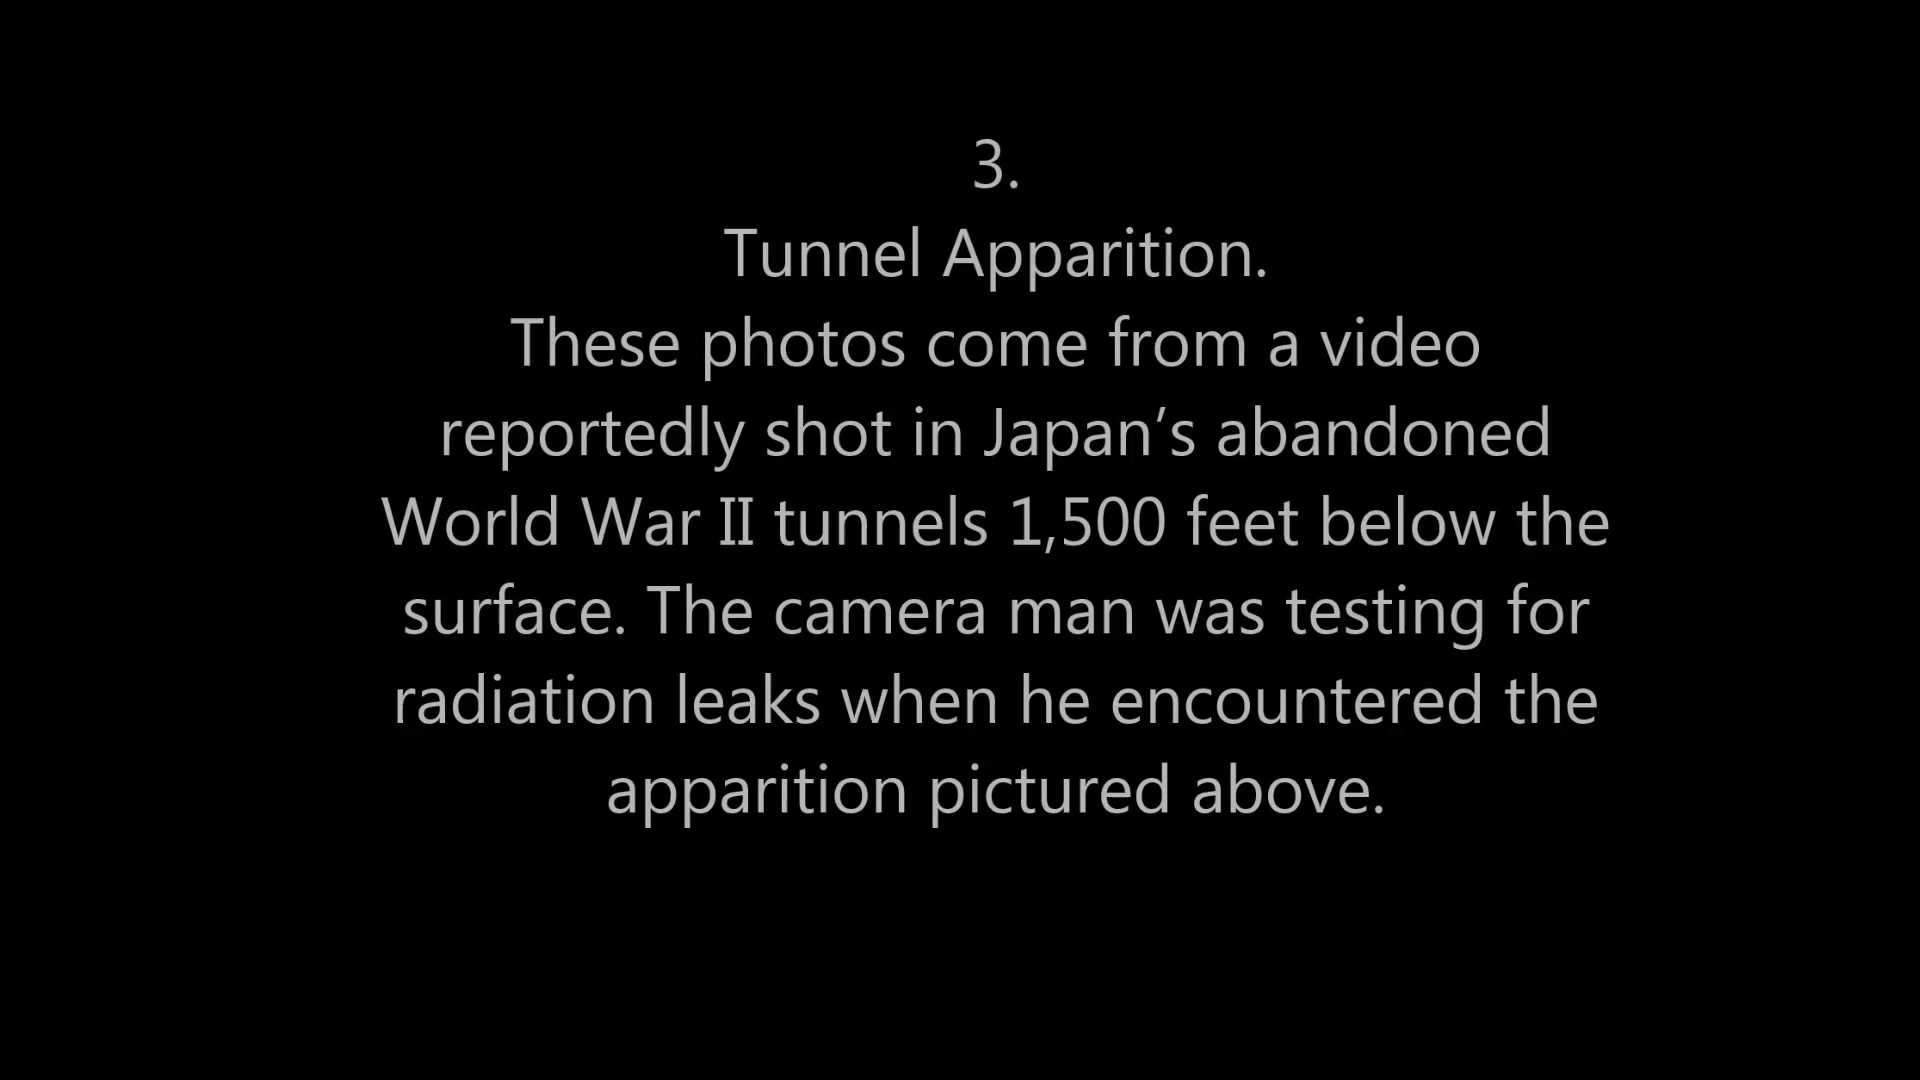 3.
Tunnel Apparition.
These photos come from a video
reportedly shot in Japan’s abandoned
World War II tunnels 1,500 feet below the
surface. The camera man was testing for
radiation leaks when he encountered the
apparition pictured above.